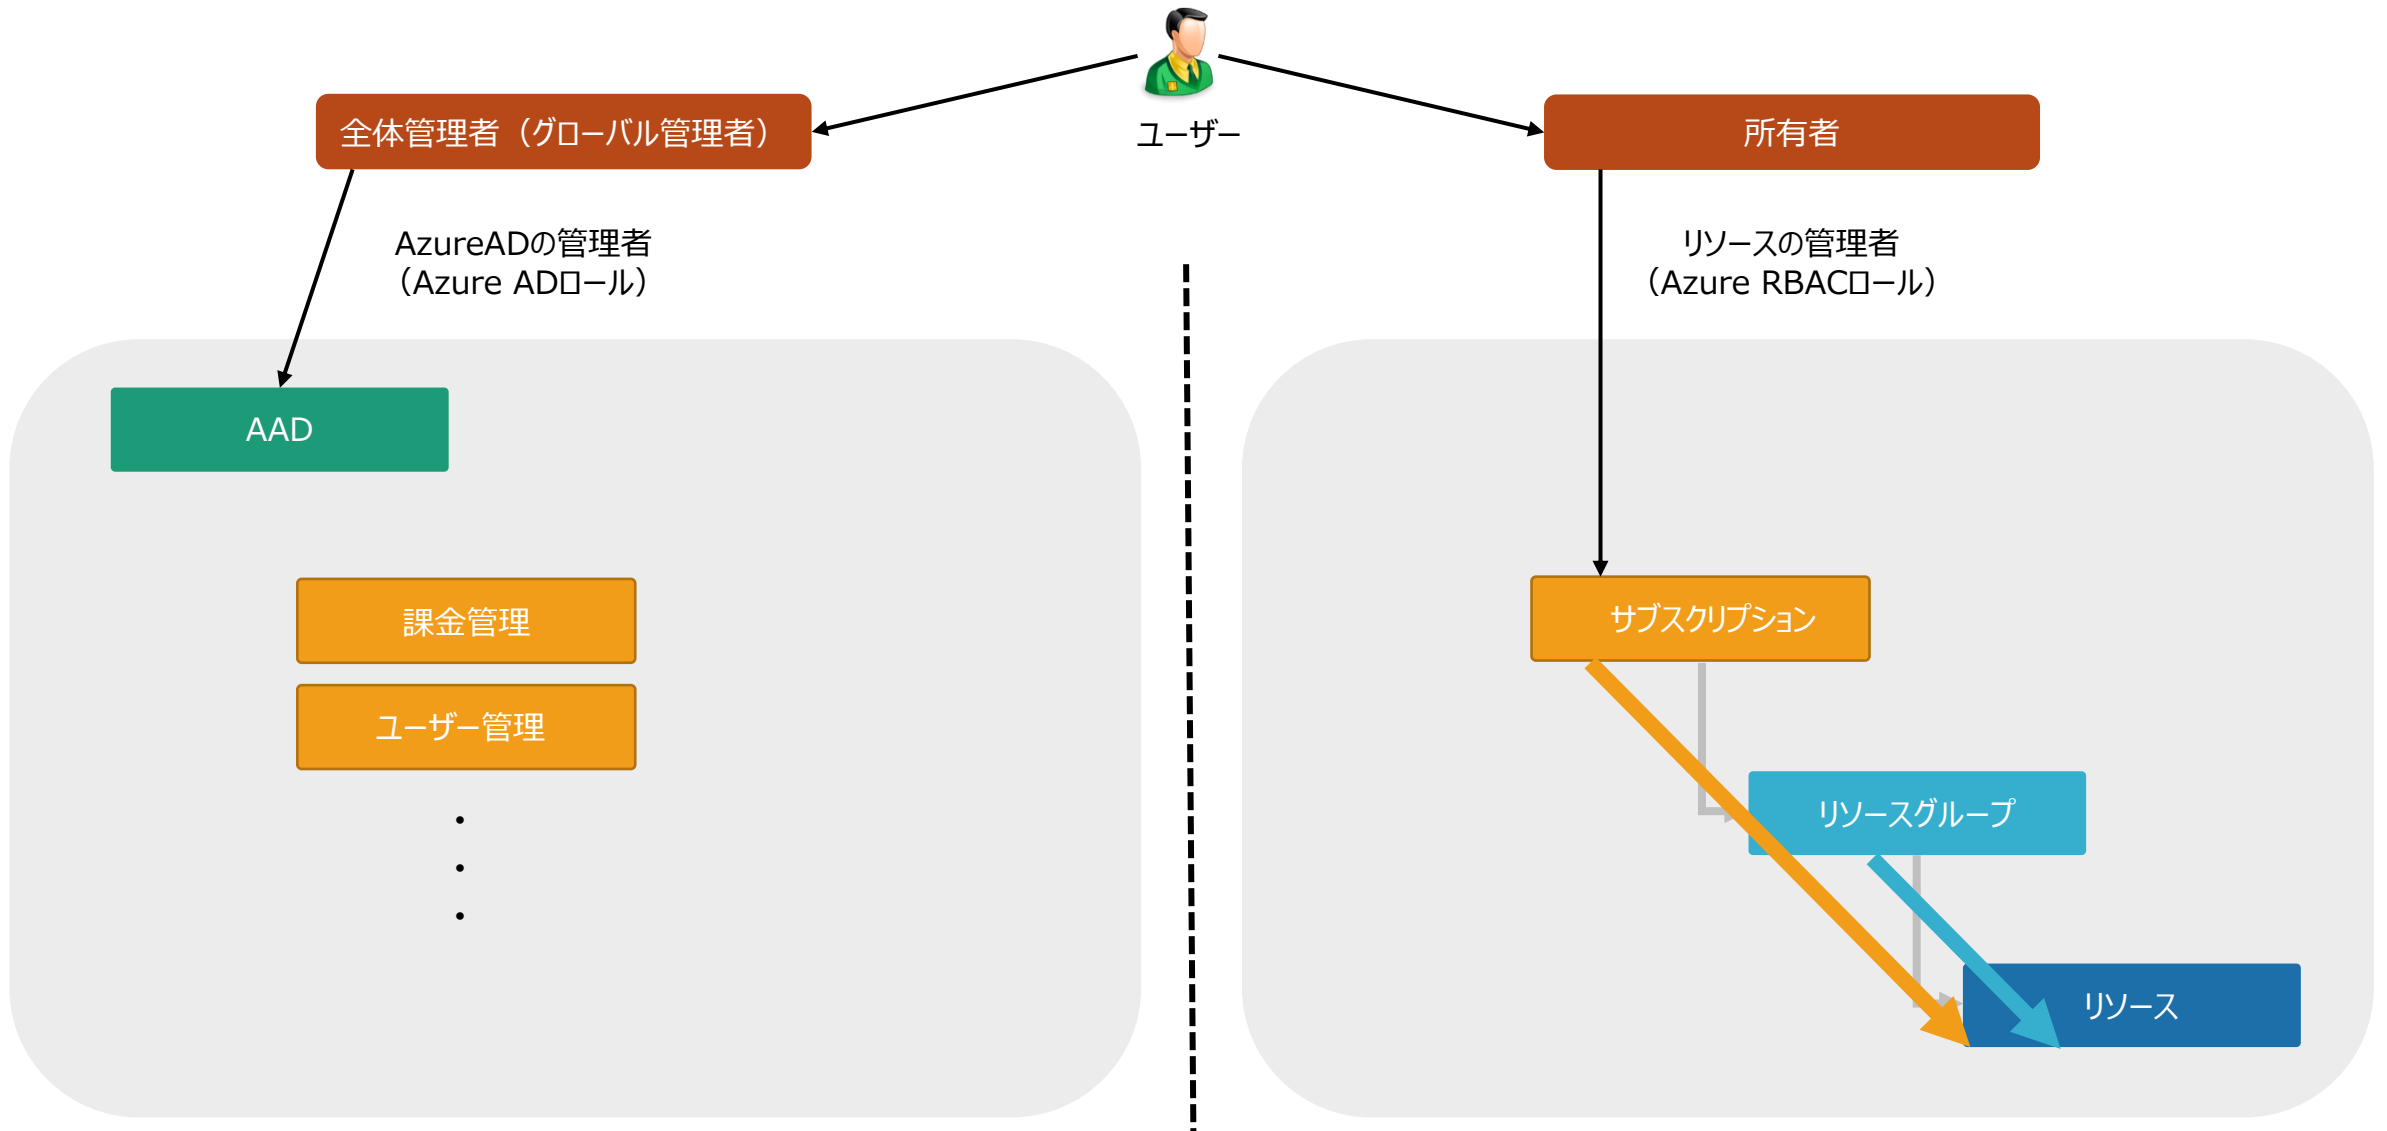 ユーザー
全体管理者（グローバル管理者）
所有者
AzureADの管理者
（Azure ADロール）
リソースの管理者
（Azure RBACロール）
AAD
課金管理
ユーザー管理
・
・
・
サブスクリプション
リソースグループ
リソース